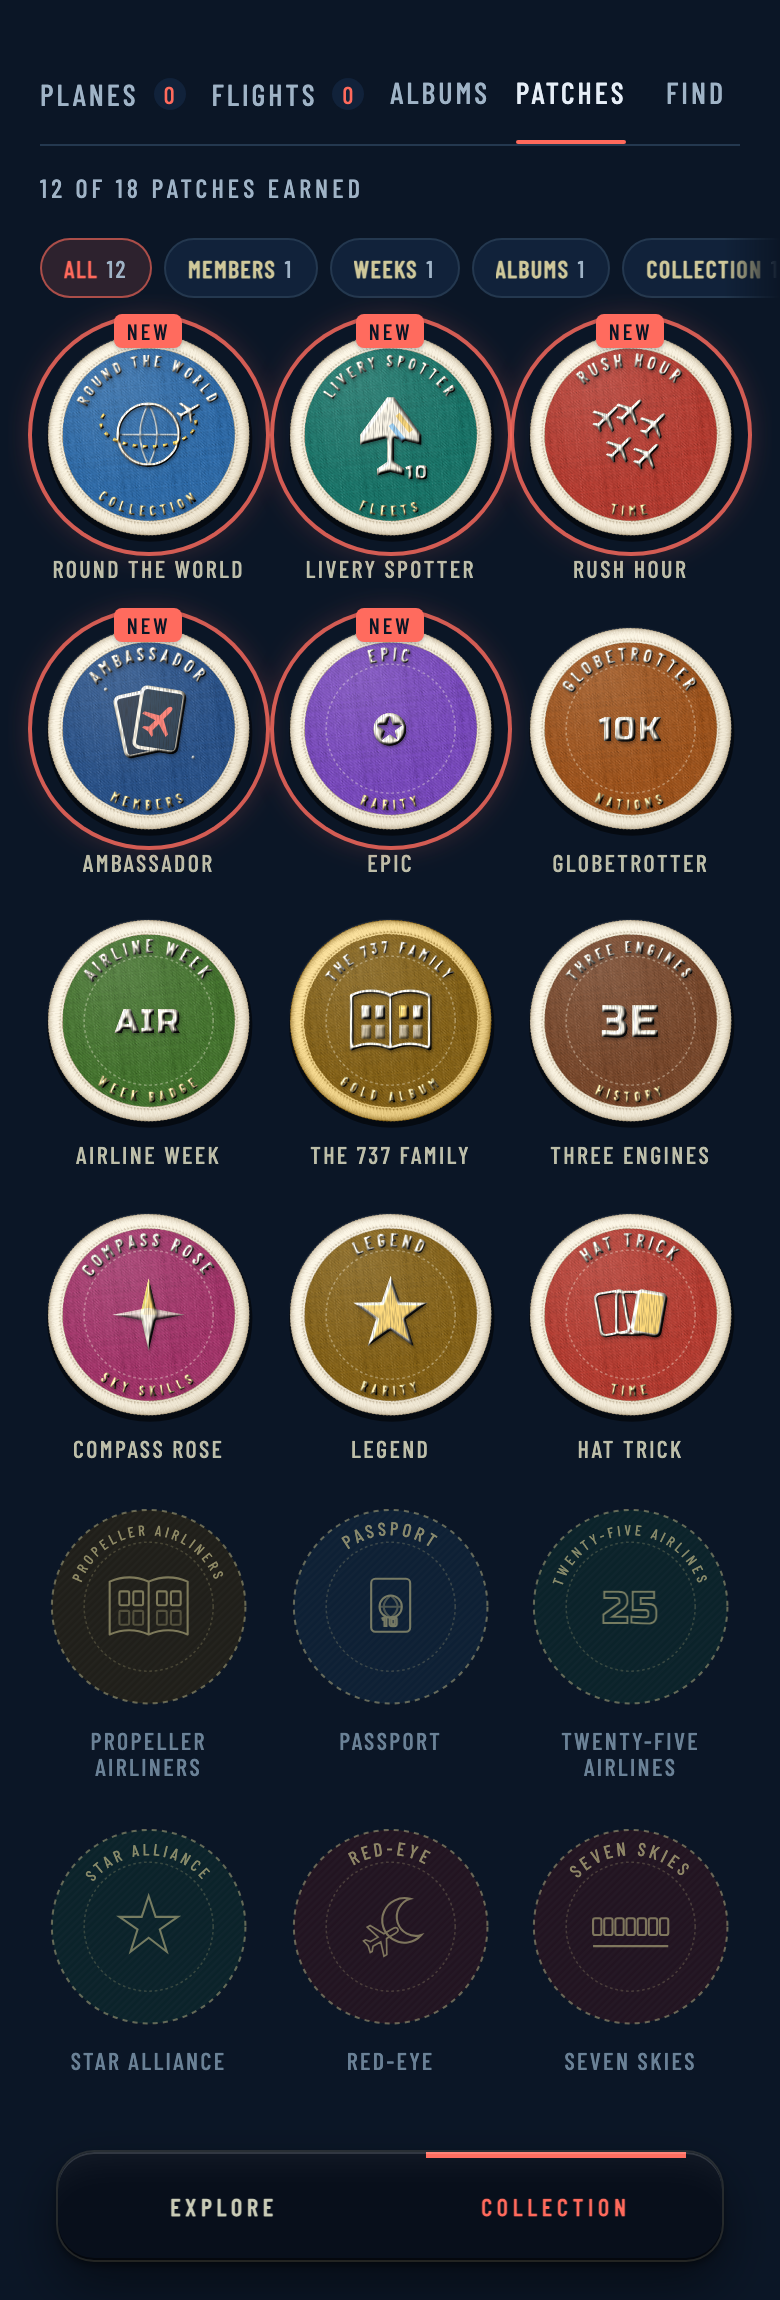 PLANES 0 FLIGHTS 0 ALBUMS PATCHES FIND
12 OF 18 PATCHES EARNED
ALL 12 MEMBERS 1 WEEKS 1 ALBUMS 1 COLLECTION
NEW NEW NEW
ROUND THE WORLD LIVERY SPOTTER RUSH HOUR
10
COLLECTION FLEETS TIME
ROUND THE WORLD LIVERY SPOTTER RUSH HOUR
NEW NEW
AMBASSADOR EPIC GLOBETROTTER
10K
MEMBERS RARITY NATIONS
AMBASSADOR EPIC GLOBETROTTER
AIRLINE WEEK THE 737 FAMILY THREE ENGINES
AIR 3E
WEEK BADGE GOLD ALBUM HISTORY
AIRLINE WEEK THE 737 FAMILY THREE ENGINES
COMPASS ROSE LEGEND HAT TRICK
SKY SKILLS RARITY TIME
COMPASS ROSE LEGEND HAT TRICK
PROPELLER AIRLINERS PASSPORT TWENTY-FIVE AIRLINES
10 25
PROPELLER PASSPORT TWENTY-FIVE
AIRLINERS AIRLINES
STAR ALLIANCE RED-EYE SEVEN SKIES
STAR ALLIANCE RED-EYE SEVEN SKIES
EXPLORE COLLECTION